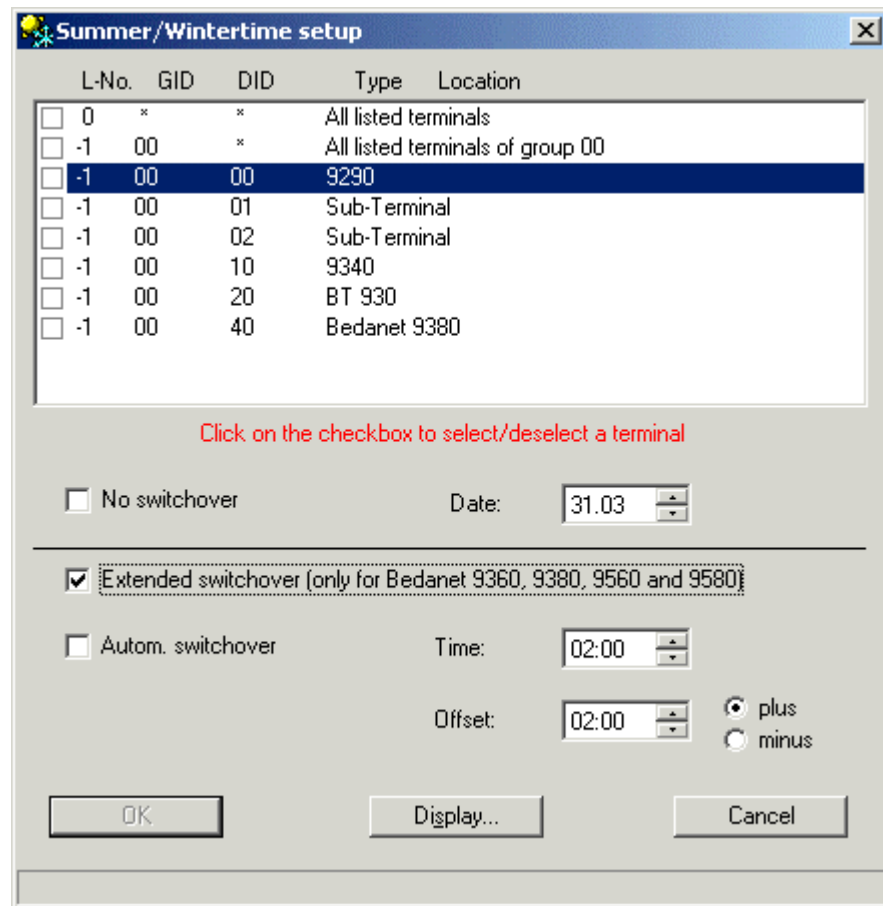 Summer/Wintertime setup
L-No. GID DID Type Location
0 * * All listed terminals
-1 00 * All listed terminals of group 00
-1 00 00 9290
-1 00 01 Sub-Terminal
-1 00 02 Sub-Terminal
-1 00 10 9340
-1 00 20 BT 930
-1 00 40 Bedanet 9380
Click on the checkbox to select/deselect a terminal
No switchover Date: 31.03
Extended switchover (only for Bedanet 9360, 9380, 9560 and 9580)
Autom. switchover Time: 02:00
Offset: 02:00 plus
minus
OK Display... Cancel